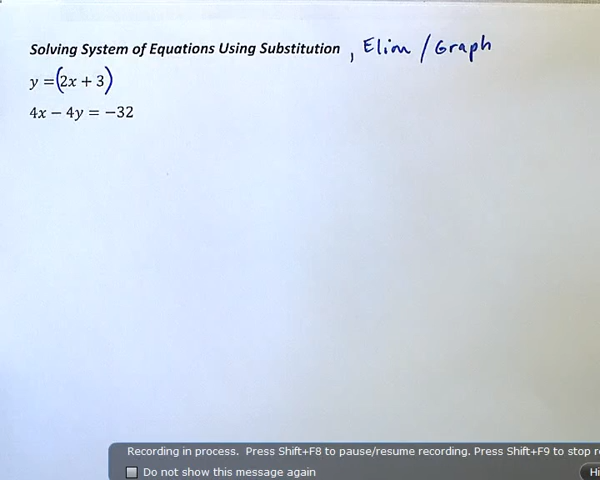 Solving System of Equations Using Substitution , Elim / Graph
y =(2x + 3)
4x − 4y = −32
Recording in process. Press Shift+F8 to pause/resume recording. Press Shift+F9 to stop
Do not show this message again